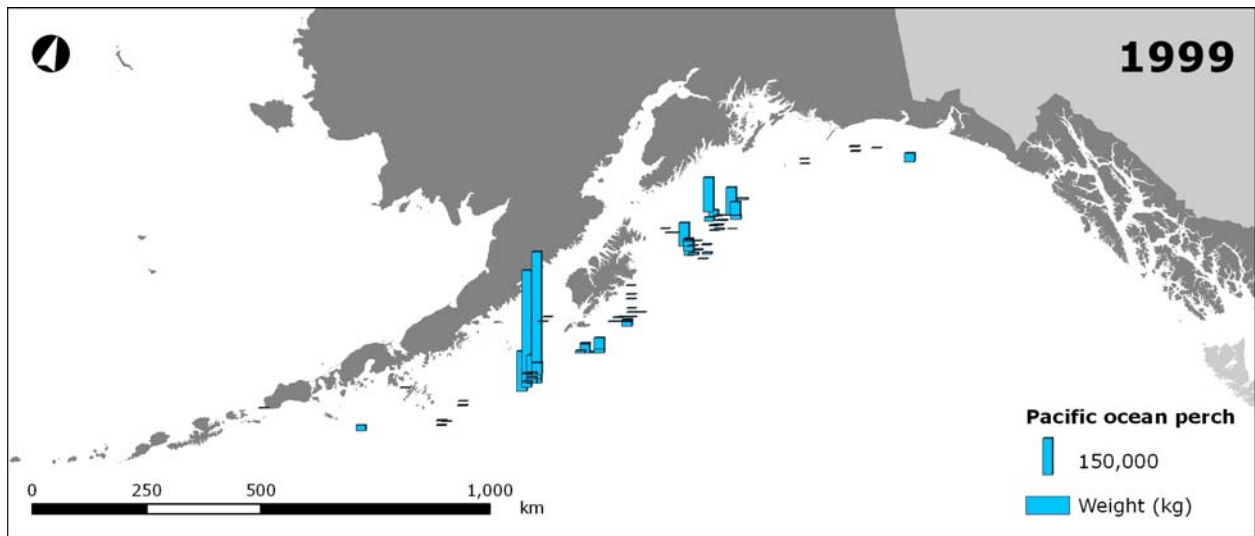 1999
Pacific ocean perch
150,000
Weight (kg)
0 250 500 1,000
km